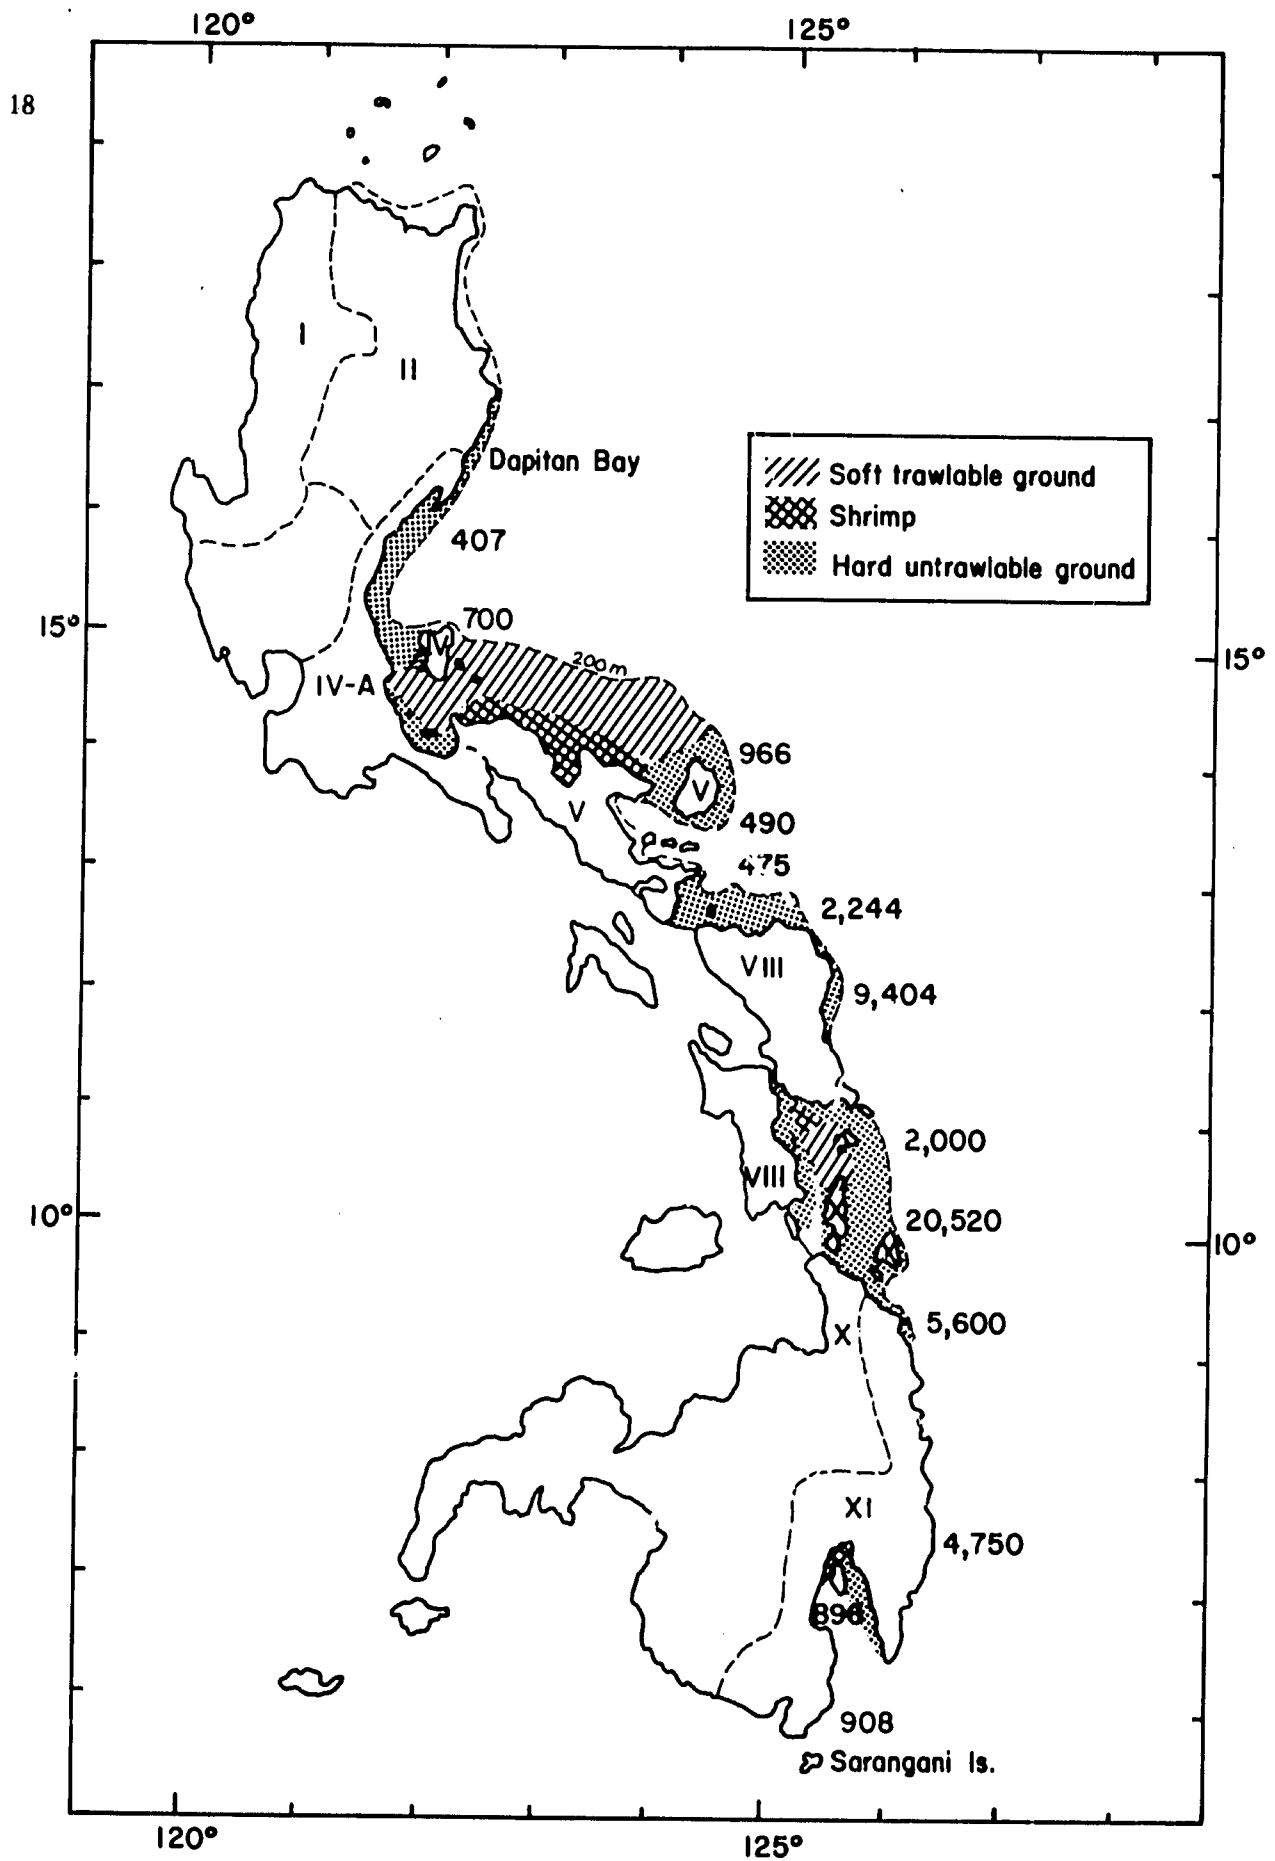 120° 125°
18
I
II
Dapitan Bay
Soft trawlable ground
Shrimp
Hard untrawlable ground
407
700
15°
IV
200m
15°
IV-A
966
V
V
490
475
2,244
VIII
9,404
2,000
VIII
X
20,520
10°
10°
5,600
X
XI
4,750
896
908
Sarangani Is.
120° 125°